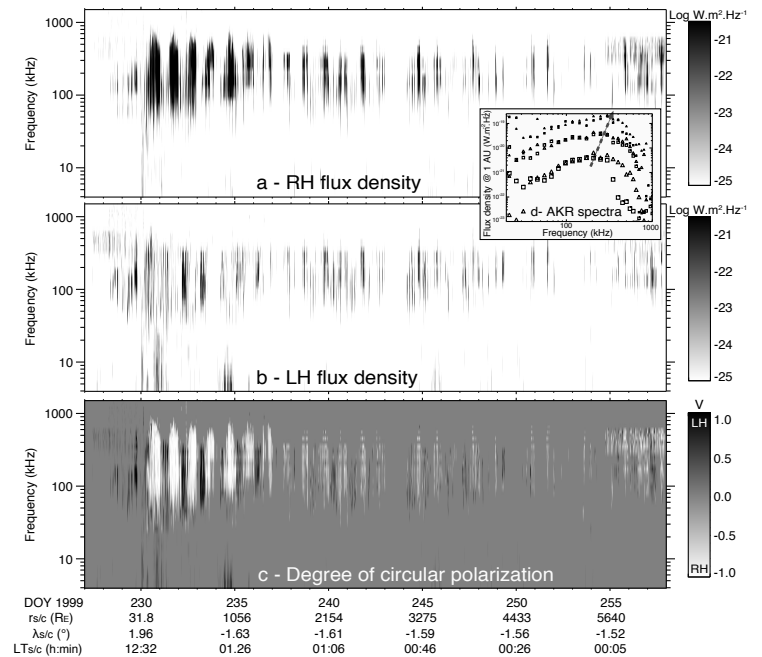 Log W.m².Hz⁻¹
1000
100
10
Frequency (kHz)
a - RH flux density
-21
-22
-23
-24
-25
Flux density @ 1 AU (W.m².Hz)
d- AKR spectra
100
1000
Frequency (kHz)
Log W.m².Hz⁻¹
1000
100
10
Frequency (kHz)
b - LH flux density
-21
-22
-23
-24
-25
1000
100
10
Frequency (kHz)
c - Degree of circular polarization
V
LH
1.0
0.5
0.0
-0.5
-1.0
RH
DOY 1999 230 235 240 245 250 255
rs/c (RE) 31.8 1056 2154 3275 4433 5640
λs/c (°) 1.96 -1.63 -1.61 -1.59 -1.56 -1.52
LTs/c (h:min) 12:32 01.26 01:06 00:46 00:26 00:05